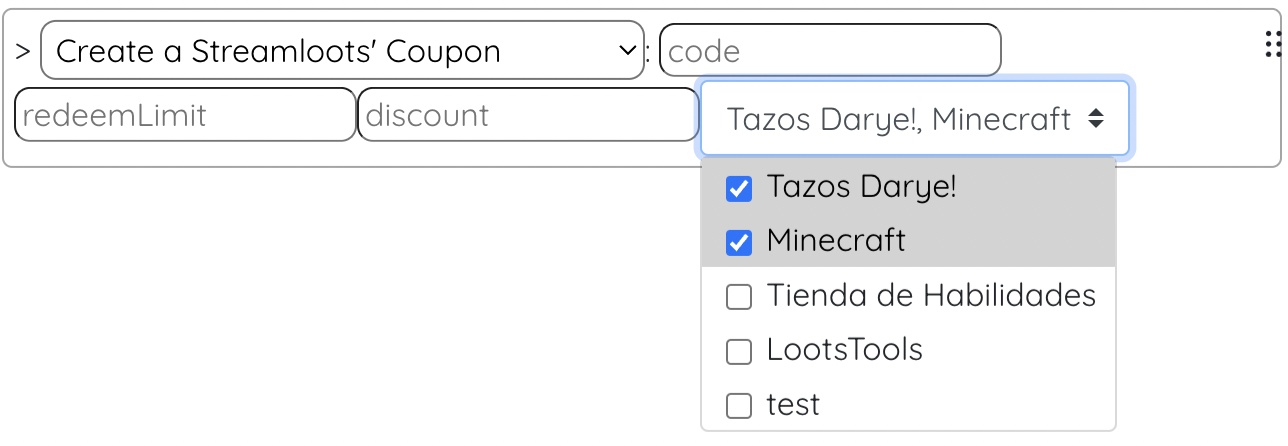 > Create a Streamloots' Coupon : code
redeemLimit discount Tazos Darye!, Minecraft
Tazos Darye!
Minecraft
Tienda de Habilidades
LootsTools
test